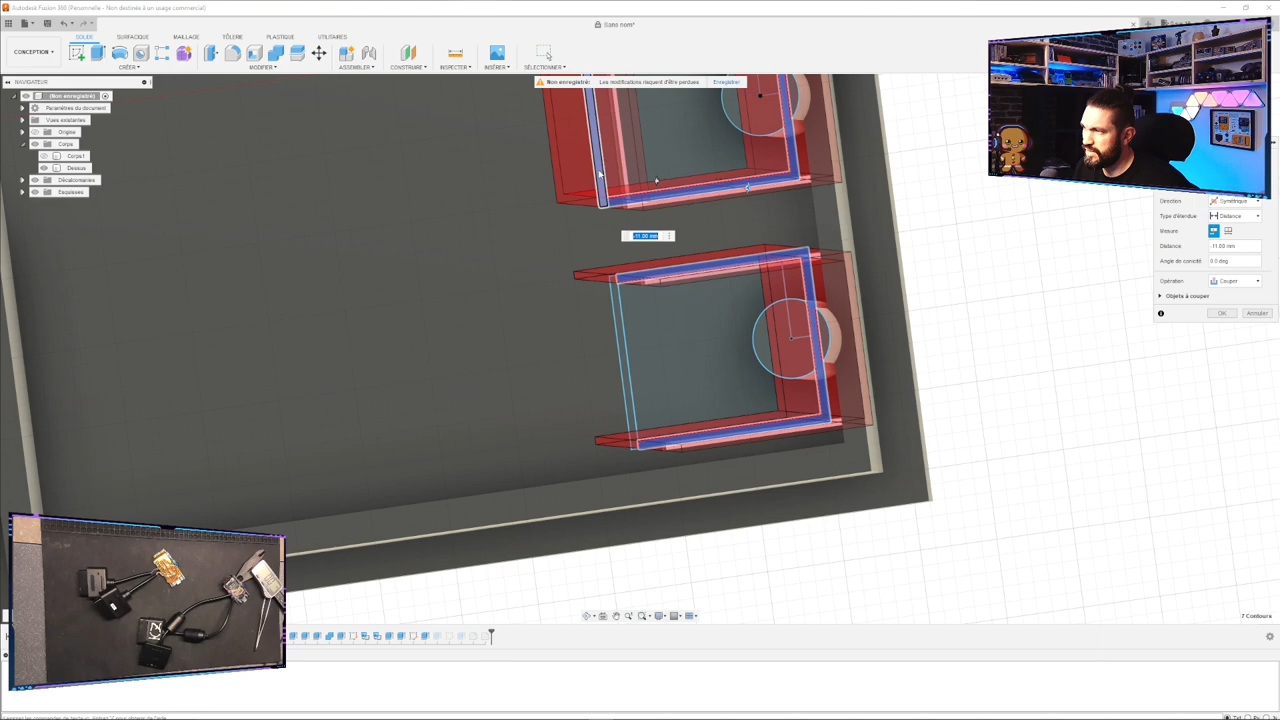 Autodesk Fusion 360 (Personnelle - Non destinée à un usage commercial)
Sans nom*
CONCEPTION
SOLIDE
SURFACIQUE
MAILLAGE
TÔLERIE
PLASTIQUE
UTILITAIRES
CRÉER
MODIFIER
ASSEMBLER
CONSTRUIRE
INSPECTER
INSÉRER
SÉLECTIONNER
NAVIGATEUR
Non enregistré: Les modifications risquent d'être perdues Enregistrer
(Non enregistré)
Paramètres du document
Vues existantes
Origine
Corps
Corps1
Dessus
Décalcomanies
Esquisses
-11.00 mm
Direction Symétrique
Type d'étendue Distance
Mesure
Distance -11.00 mm
Angle de conicité 0.0 deg
Opération Couper
Objets à couper
OK Annuler
7 Contours